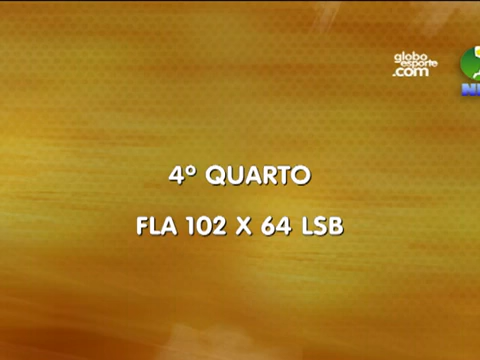 globo
esporte
.com
4º QUARTO
FLA 102 X 64 LSB